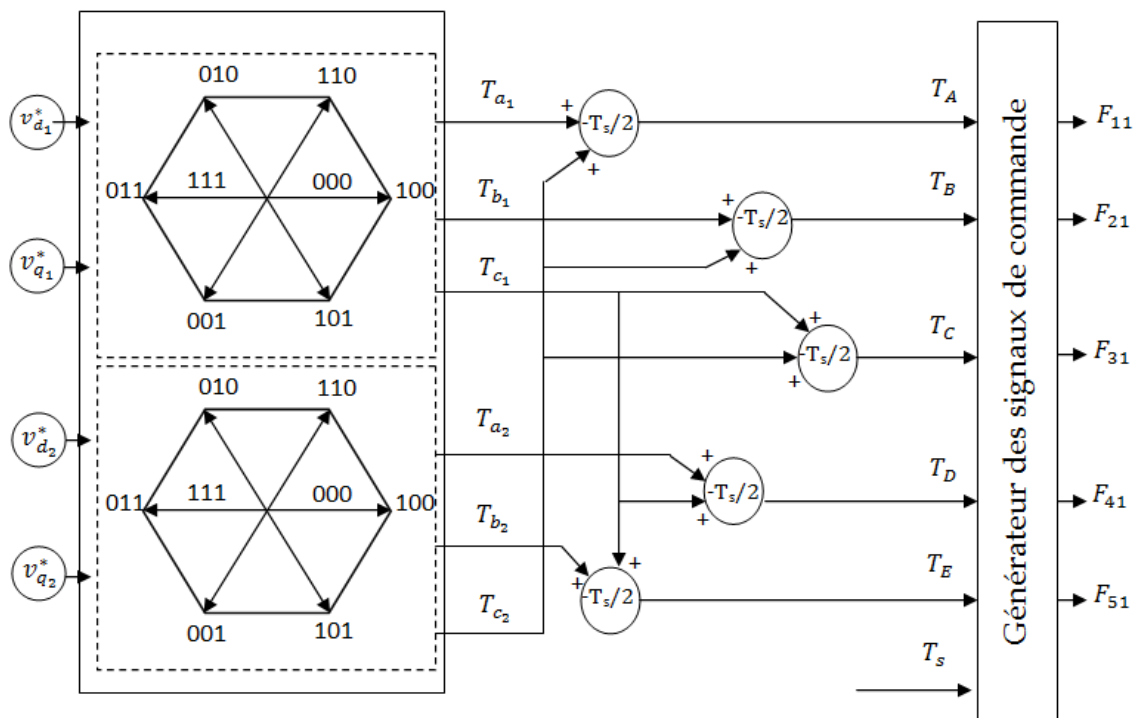 010 110
011 111 000 100
001 101
010 110
011 111 000 100
001 101
v*d₁
v*q₁
v*d₂
v*q₂
Ta₁
Tb₁
Tc₁
Ta₂
Tb₂
Tc₂
+ -Ts/2 +
+ -Ts/2 +
+ -Ts/2 +
+ -Ts/2 +
+ + -Ts/2
TA
TB
TC
TD
TE
Ts
Générateur des signaux de commande
F₁₁
F₂₁
F₃₁
F₄₁
F₅₁